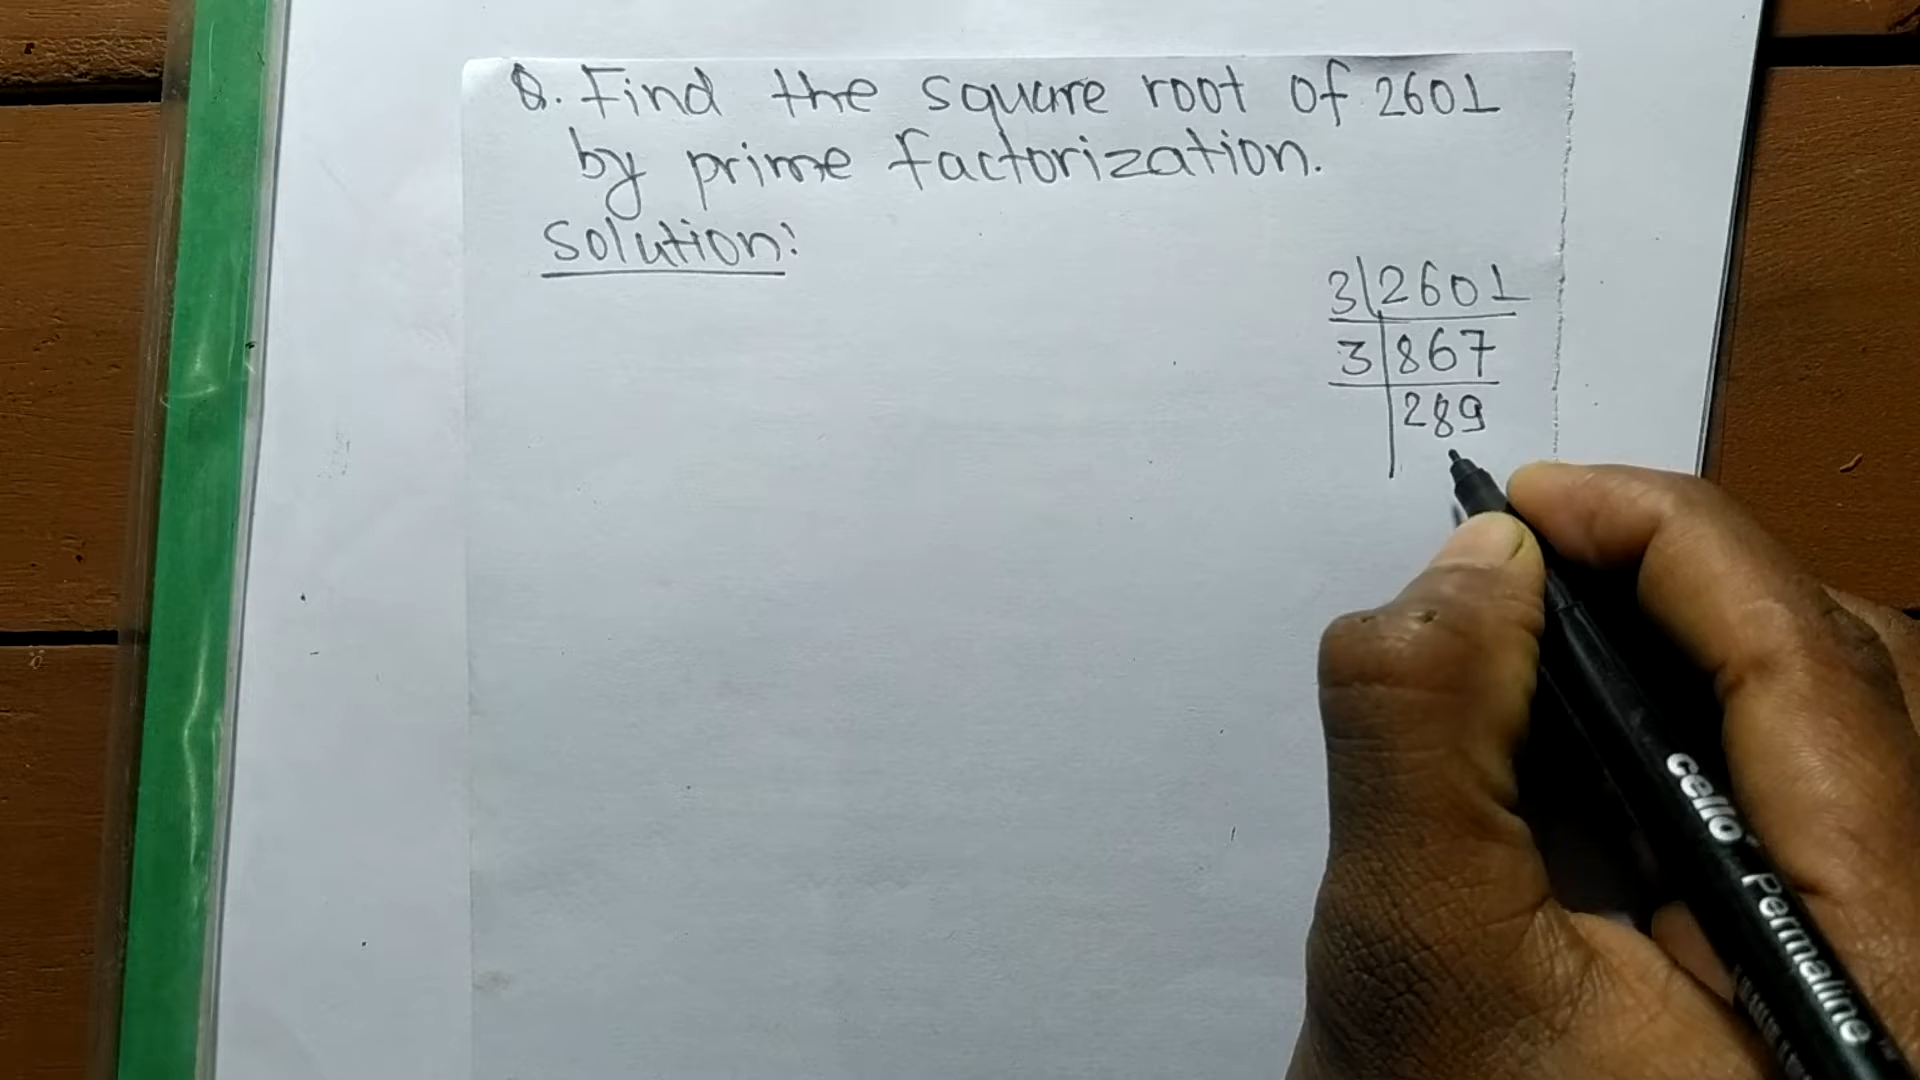 Q. Find the square root of 2601
by prime factorization.
Solution:
3 2601
3 867
289
cello Permaline